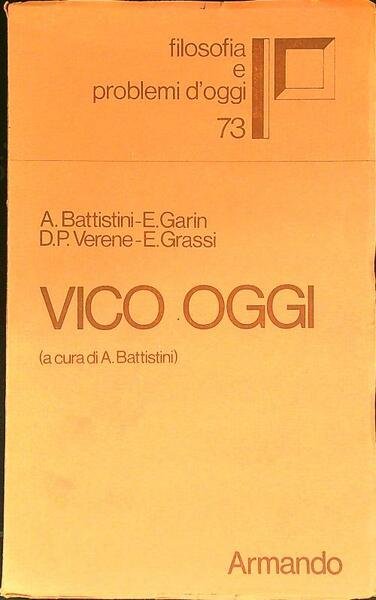 filosofia
e
problemi d'oggi
73
A. Battistini-E. Garin
D.P. Verene-E. Grassi
VICO OGGI
(a cura di A. Battistini)
Armando